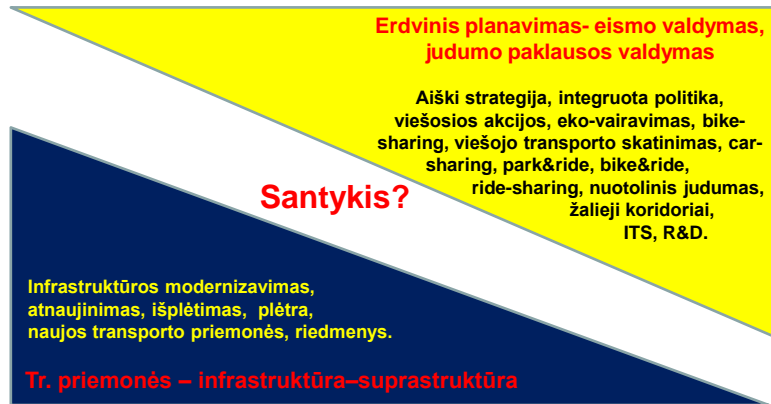 Erdvinis planavimas- eismo valdymas,
judumo paklausos valdymas
Aiški strategija, integruota politika,
viešosios akcijos, eko-vairavimas, bike-
sharing, viešojo transporto skatinimas, car-
sharing, park&ride, bike&ride,
ride-sharing, nuotolinis judumas,
žalieji koridoriai,
ITS, R&D.
Santykis?
Infrastruktūros modernizavimas,
atnaujinimas, išplėtimas, plėtra,
naujos transporto priemonės, riedmenys.
Tr. priemonės – infrastruktūra–suprastruktūra